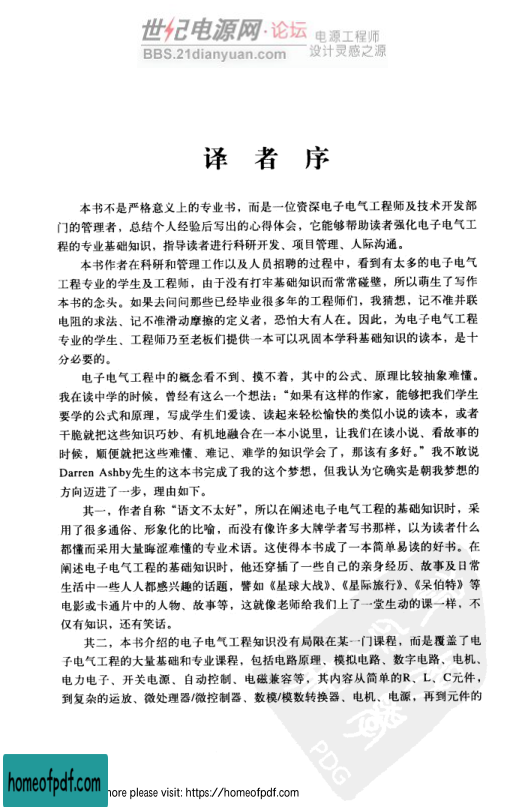 世纪电源网·论坛 电源工程师
BBS.21dianyuan.com 设计灵感之源
译者序
本书不是严格意义上的专业书，而是一位资深电子电气工程师及技术开发部
门的管理者，总结个人经验后写出的心得体会，它能够帮助读者强化电子电气工
程的专业基础知识，指导读者进行科研开发、项目管理、人际沟通。
本书作者在科研和管理工作以及人员招聘的过程中，看到有太多的电子电气
工程专业的学生及工程师，由于没有打牢基础知识而常常碰壁，所以萌生了写作
本书的念头。如果去问问那些已经毕业很多年的工程师们，我猜想，记不准并联
电阻的求法、记不准滑动摩擦的定义者，恐怕大有人在。因此，为电子电气工程
专业的学生、工程师乃至老板们提供一本可以巩固本学科基础知识的读本，是十
分必要的。
电子电气工程中的概念看不到、摸不着，其中的公式、原理比较抽象难懂。
我在读中学的时候，曾经有这么一个想法：“如果有这样的作家，能够把我们学生
要学的公式和原理，写成学生们爱读、读起来轻松愉快的类似小说的读本，或者
干脆就把这些知识巧妙、有机地融合在一本小说里，让我们在读小说、看故事的
时候，顺便就把这些难懂、难记、难学的知识学会了，那该有多好。”我不敢说
Darren Ashby先生的这本书完成了我的这个梦想，但我认为它确实是朝我梦想的
方向迈进了一步，理由如下。
其一，作者自称“语文不太好”，所以在阐述电子电气工程的基础知识时，采
用了很多通俗、形象化的比喻，而没有像许多大牌学者写书那样，以为读者什么
都懂而采用大量晦涩难懂的专业术语。这使得本书成了一本简单易读的好书。在
阐述电子电气工程的基础知识时，他还穿插了一些自己的亲身经历、故事及日常
生活中一些人人都感兴趣的话题，譬如《星球大战》、《星际旅行》、《呆伯特》等
电影或卡通片中的人物、故事等，这就像老师给我们上了一堂生动的课一样，不
仅有知识，还有笑话。
其二，本书介绍的电子电气工程知识没有局限在某一门课程，而是覆盖了电
子电气工程的大量基础和专业课程，包括电路原理、模拟电路、数字电路、电机、
电力电子、开关电源、自动控制、电磁兼容等，其内容从简单的R、L、C元件，
到复杂的运放、微处理器/微控制器、数模/模数转换器、电机、电源，再到元件的
PDG
homeofpdf.com
more please visit: https://homeofpdf.com